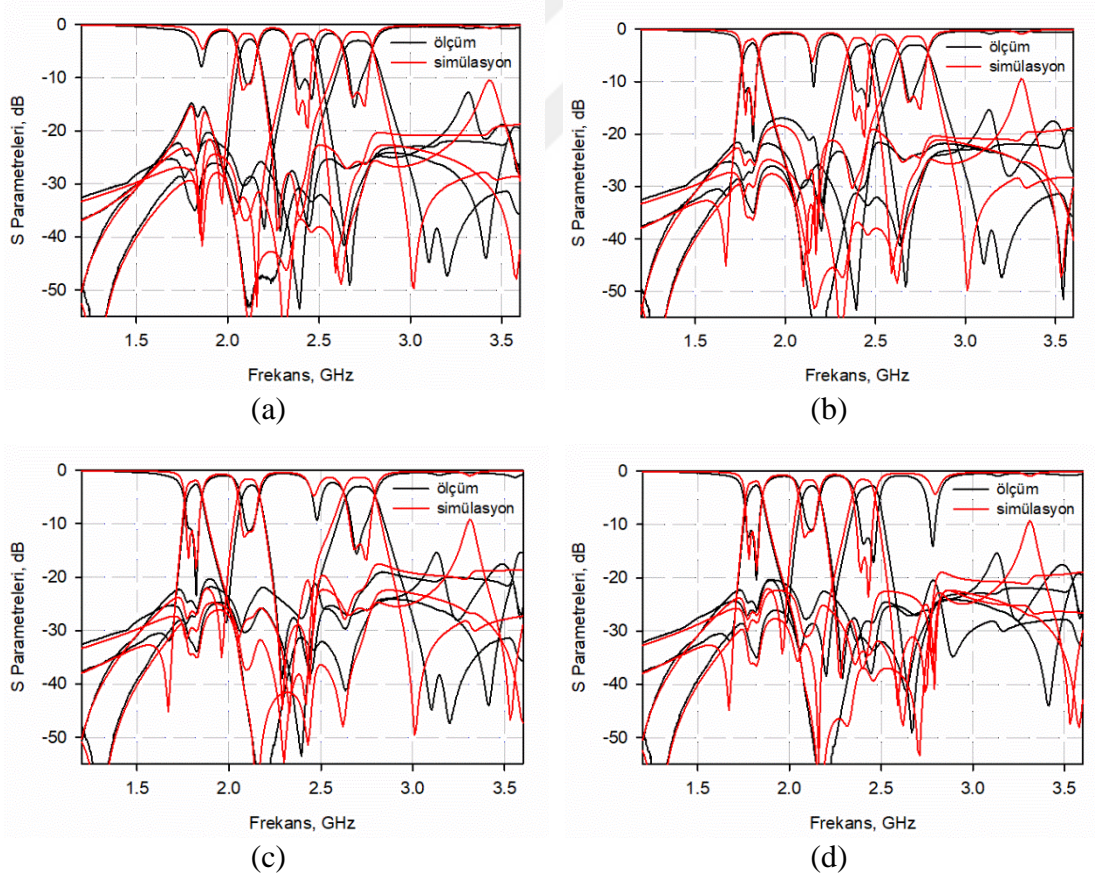 0
-10
-20
-30
-40
-50
S Parametreleri, dB
ölçüm
simülasyon
1.5 2.0 2.5 3.0 3.5
Frekans, GHz
(a)
0
-10
-20
-30
-40
-50
S Parametreleri, dB
ölçüm
simülasyon
1.5 2.0 2.5 3.0 3.5
Frekans, GHz
(b)
0
-10
-20
-30
-40
-50
S Parametreleri, dB
ölçüm
simülasyon
1.5 2.0 2.5 3.0 3.5
Frekans, GHz
(c)
0
-10
-20
-30
-40
-50
S Parametreleri, dB
ölçüm
simülasyon
1.5 2.0 2.5 3.0 3.5
Frekans, GHz
(d)